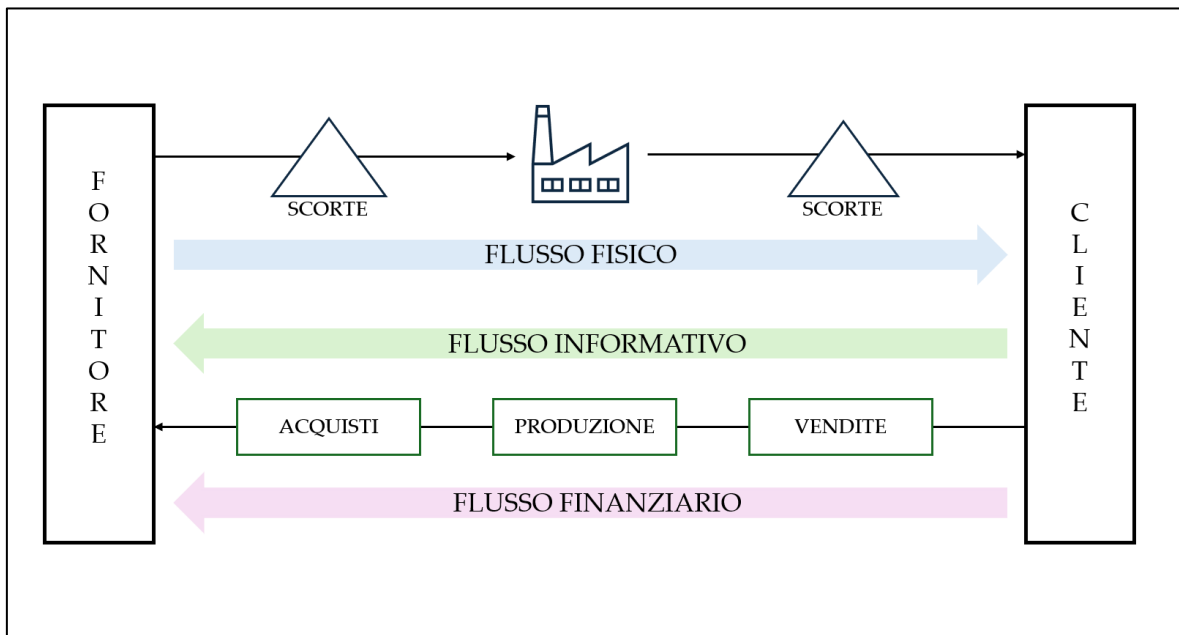 FORNITORE
SCORTE
SCORTE
CLIENTE
FLUSSO FISICO
FLUSSO INFORMATIVO
ACQUISTI
PRODUZIONE
VENDITE
FLUSSO FINANZIARIO